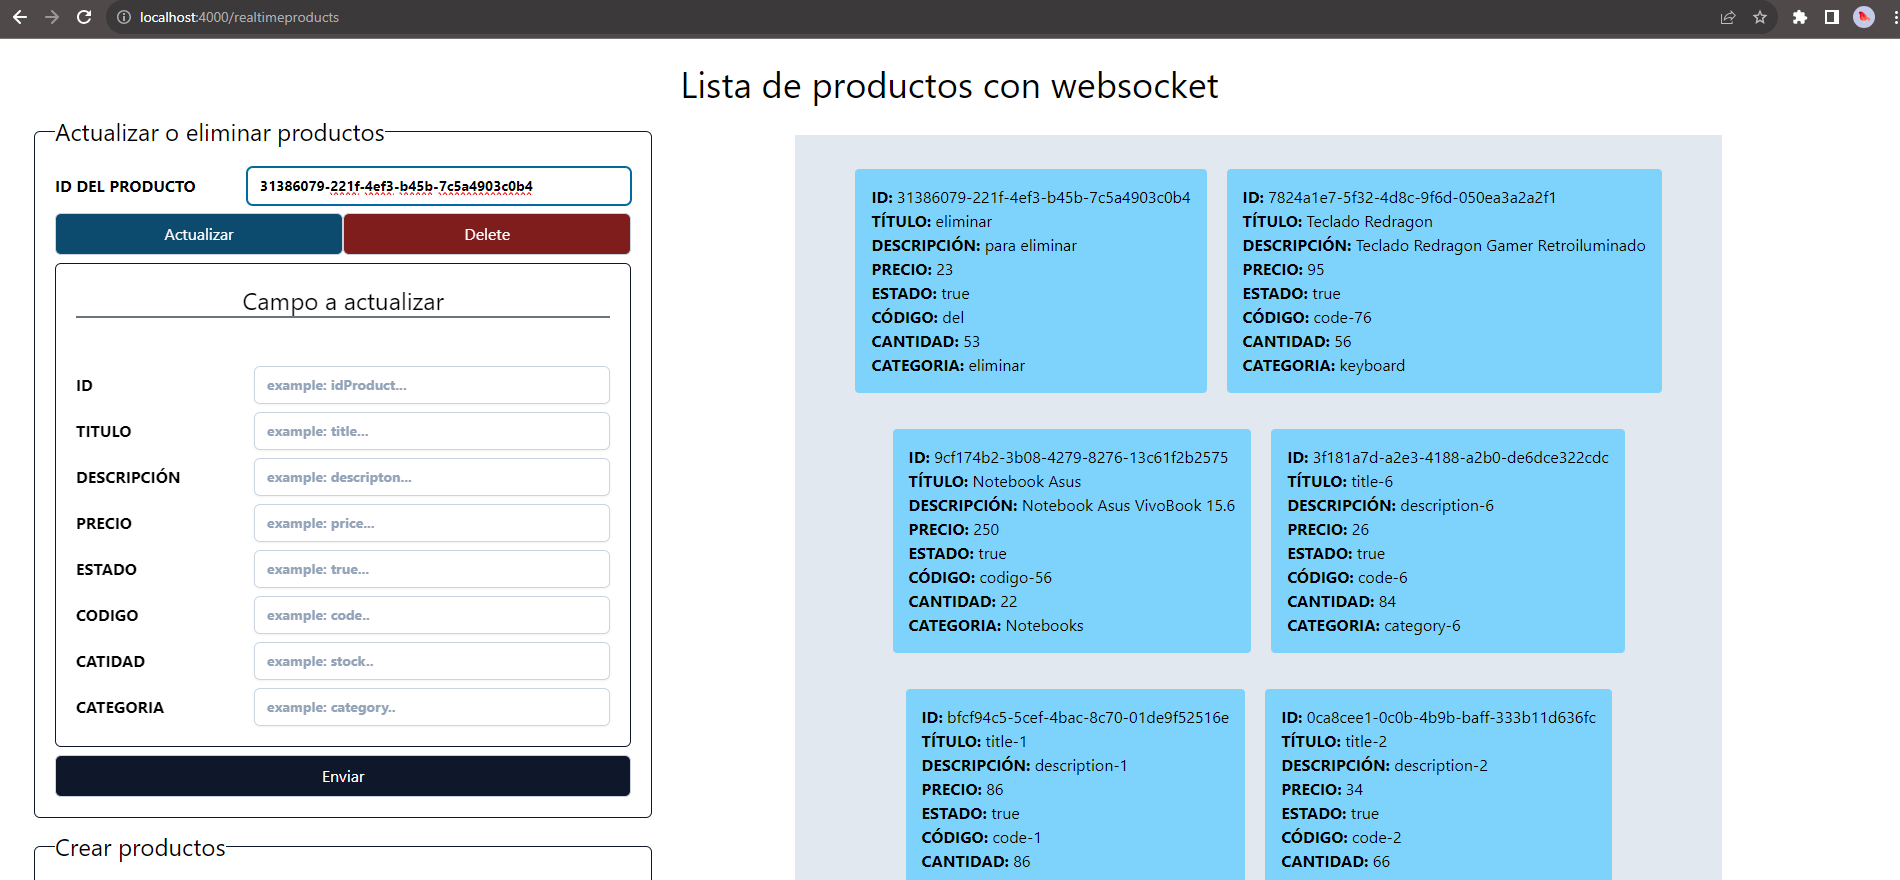 localhost:4000/realtimeproducts
Lista de productos con websocket
Actualizar o eliminar productos
ID DEL PRODUCTO
31386079-221f-4ef3-b45b-7c5a4903c0b4
Actualizar
Delete
Campo a actualizar
ID
example: idProduct...
TITULO
example: title...
DESCRIPCIÓN
example: descripton...
PRECIO
example: price...
ESTADO
example: true...
CODIGO
example: code..
CATIDAD
example: stock..
CATEGORIA
example: category..
Enviar
Crear productos
ID: 31386079-221f-4ef3-b45b-7c5a4903c0b4
TÍTULO: eliminar
DESCRIPCIÓN: para eliminar
PRECIO: 23
ESTADO: true
CÓDIGO: del
CANTIDAD: 53
CATEGORIA: eliminar
ID: 7824a1e7-5f32-4d8c-9f6d-050ea3a2a2f1
TÍTULO: Teclado Redragon
DESCRIPCIÓN: Teclado Redragon Gamer Retroiluminado
PRECIO: 95
ESTADO: true
CÓDIGO: code-76
CANTIDAD: 56
CATEGORIA: keyboard
ID: 9cf174b2-3b08-4279-8276-13c61f2b2575
TÍTULO: Notebook Asus
DESCRIPCIÓN: Notebook Asus VivoBook 15.6
PRECIO: 250
ESTADO: true
CÓDIGO: codigo-56
CANTIDAD: 22
CATEGORIA: Notebooks
ID: 3f181a7d-a2e3-4188-a2b0-de6dce322cdc
TÍTULO: title-6
DESCRIPCIÓN: description-6
PRECIO: 26
ESTADO: true
CÓDIGO: code-6
CANTIDAD: 84
CATEGORIA: category-6
ID: bfcf94c5-5cef-4bac-8c70-01de9f52516e
TÍTULO: title-1
DESCRIPCIÓN: description-1
PRECIO: 86
ESTADO: true
CÓDIGO: code-1
CANTIDAD: 86
ID: 0ca8cee1-0c0b-4b9b-baff-333b11d636fc
TÍTULO: title-2
DESCRIPCIÓN: description-2
PRECIO: 34
ESTADO: true
CÓDIGO: code-2
CANTIDAD: 66